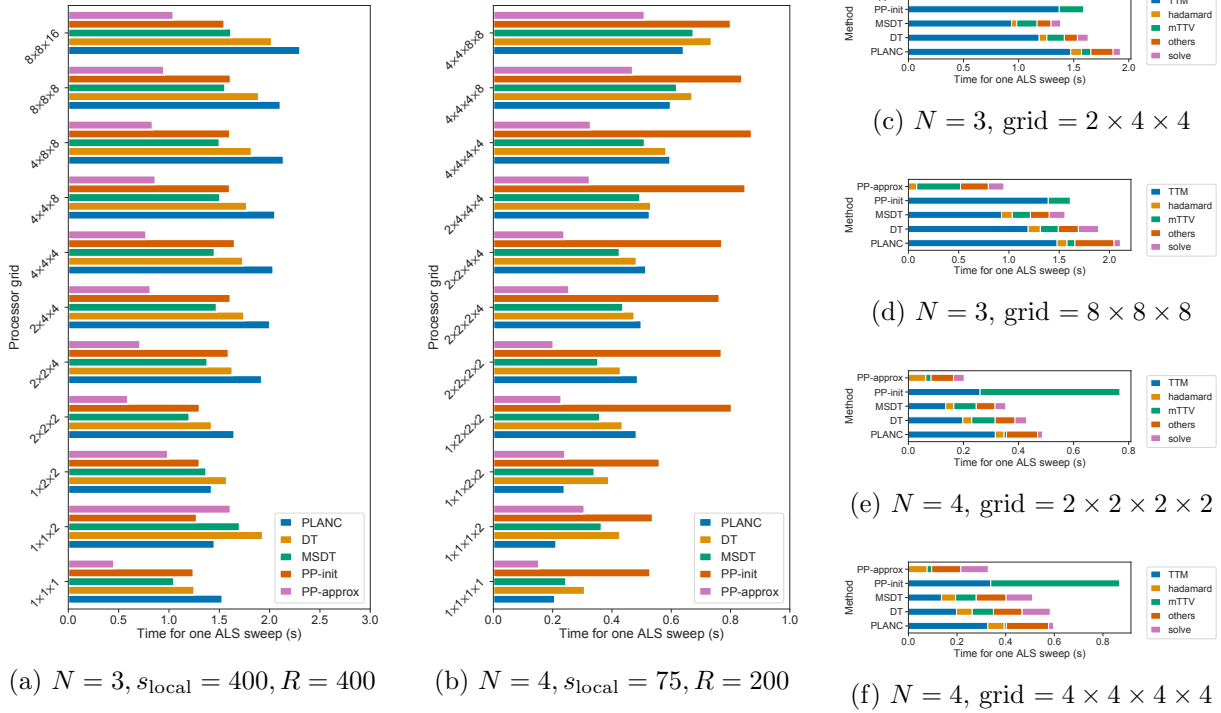 8×8×16
8×8×8
4×8×8
4×4×8
4×4×4
2×4×4
2×2×4
2×2×2
1×2×2
1×1×2
1×1×1
Processor grid
PLANC
DT
MSDT
PP-init
PP-approx
0.0 0.5 1.0 1.5 2.0 2.5 3.0
Time for one ALS sweep (s)
(a) N = 3, s_local = 400, R = 400
4×4×8×8
4×4×4×8
4×4×4×4
2×4×4×4
2×2×4×4
2×2×2×4
2×2×2×2
1×2×2×2
1×1×2×2
1×1×1×2
1×1×1×1
Processor grid
PLANC
DT
MSDT
PP-init
PP-approx
0.0 0.2 0.4 0.6 0.8 1.0
Time for one ALS sweep (s)
(b) N = 4, s_local = 75, R = 200
Method
PP-init
MSDT
DT
PLANC
TTM
hadamard
mTTV
others
solve
0.0 0.5 1.0 1.5 2.0
Time for one ALS sweep (s)
(c) N = 3, grid = 2 × 4 × 4
Method
PP-approx
PP-init
MSDT
DT
PLANC
TTM
hadamard
mTTV
others
solve
0.0 0.5 1.0 1.5 2.0
Time for one ALS sweep (s)
(d) N = 3, grid = 8 × 8 × 8
Method
PP-approx
PP-init
MSDT
DT
PLANC
TTM
hadamard
mTTV
others
solve
0.0 0.2 0.4 0.6 0.8
Time for one ALS sweep (s)
(e) N = 4, grid = 2 × 2 × 2 × 2
Method
PP-approx
PP-init
MSDT
DT
PLANC
TTM
hadamard
mTTV
others
solve
0.0 0.2 0.4 0.6 0.8
Time for one ALS sweep (s)
(f) N = 4, grid = 4 × 4 × 4 × 4